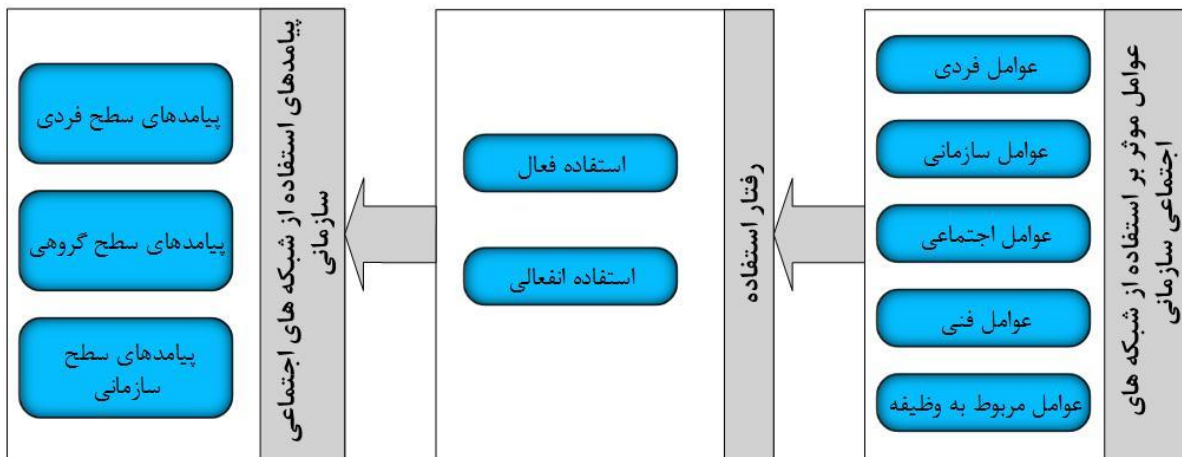 عوامل موثر بر استفاده از شبکه های
اجتماعی سازمانی
عوامل فردی
عوامل سازمانی
عوامل اجتماعی
عوامل فنی
عوامل مربوط به وظیفه
رفتار استفاده
استفاده فعال
استفاده انفعالی
پیامدهای استفاده از شبکه های اجتماعی
سازمانی
پیامدهای سطح فردی
پیامدهای سطح گروهی
پیامدهای سطح
سازمانی